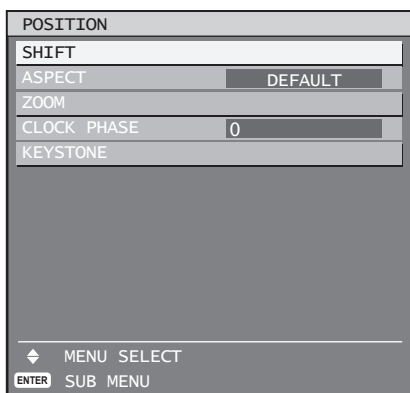 POSITION
SHIFT
ASPECT DEFAULT
ZOOM
CLOCK PHASE 0
KEYSTONE
MENU SELECT
ENTER SUB MENU